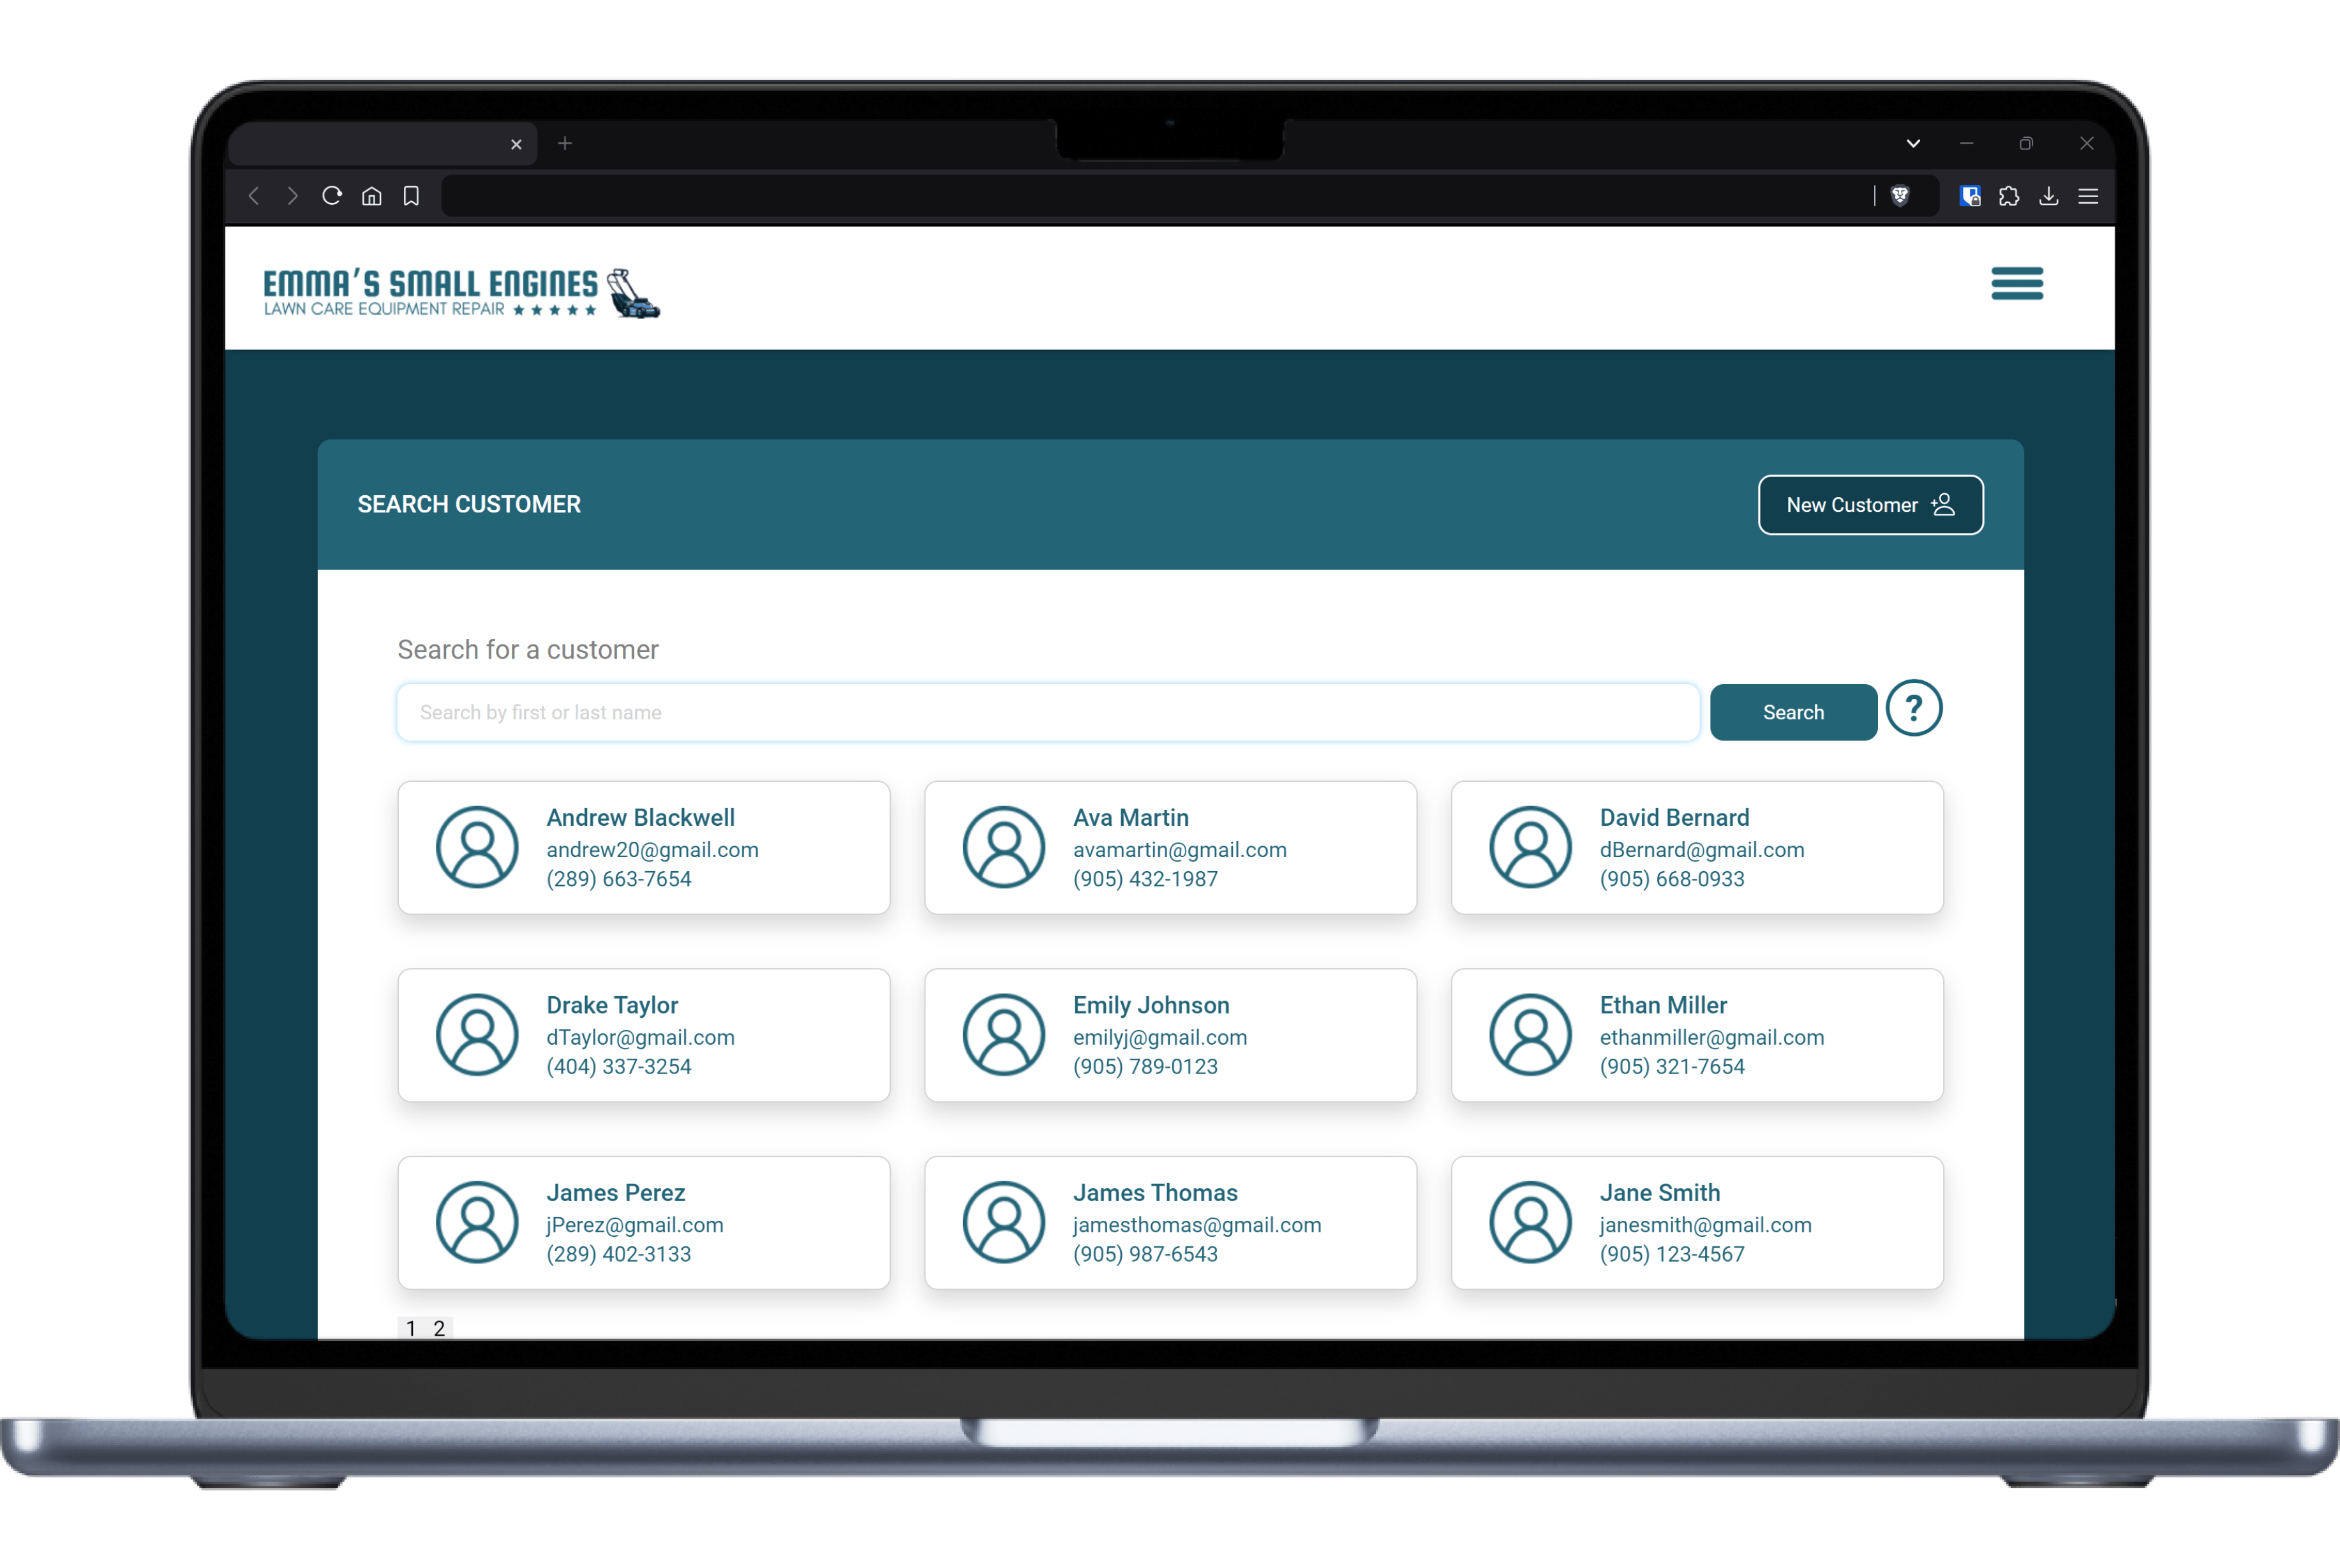 EMMA'S SMALL ENGINES
LAWN CARE EQUIPMENT REPAIR
SEARCH CUSTOMER
New Customer
Search for a customer
Search by first or last name
Search
?
Andrew Blackwell
andrew20@gmail.com
(289) 663-7654
Ava Martin
avamartin@gmail.com
(905) 432-1987
David Bernard
dBernard@gmail.com
(905) 668-0933
Drake Taylor
dTaylor@gmail.com
(404) 337-3254
Emily Johnson
emilyj@gmail.com
(905) 789-0123
Ethan Miller
ethanmiller@gmail.com
(905) 321-7654
James Perez
jPerez@gmail.com
(289) 402-3133
James Thomas
jamesthomas@gmail.com
(905) 987-6543
Jane Smith
janesmith@gmail.com
(905) 123-4567
1 2